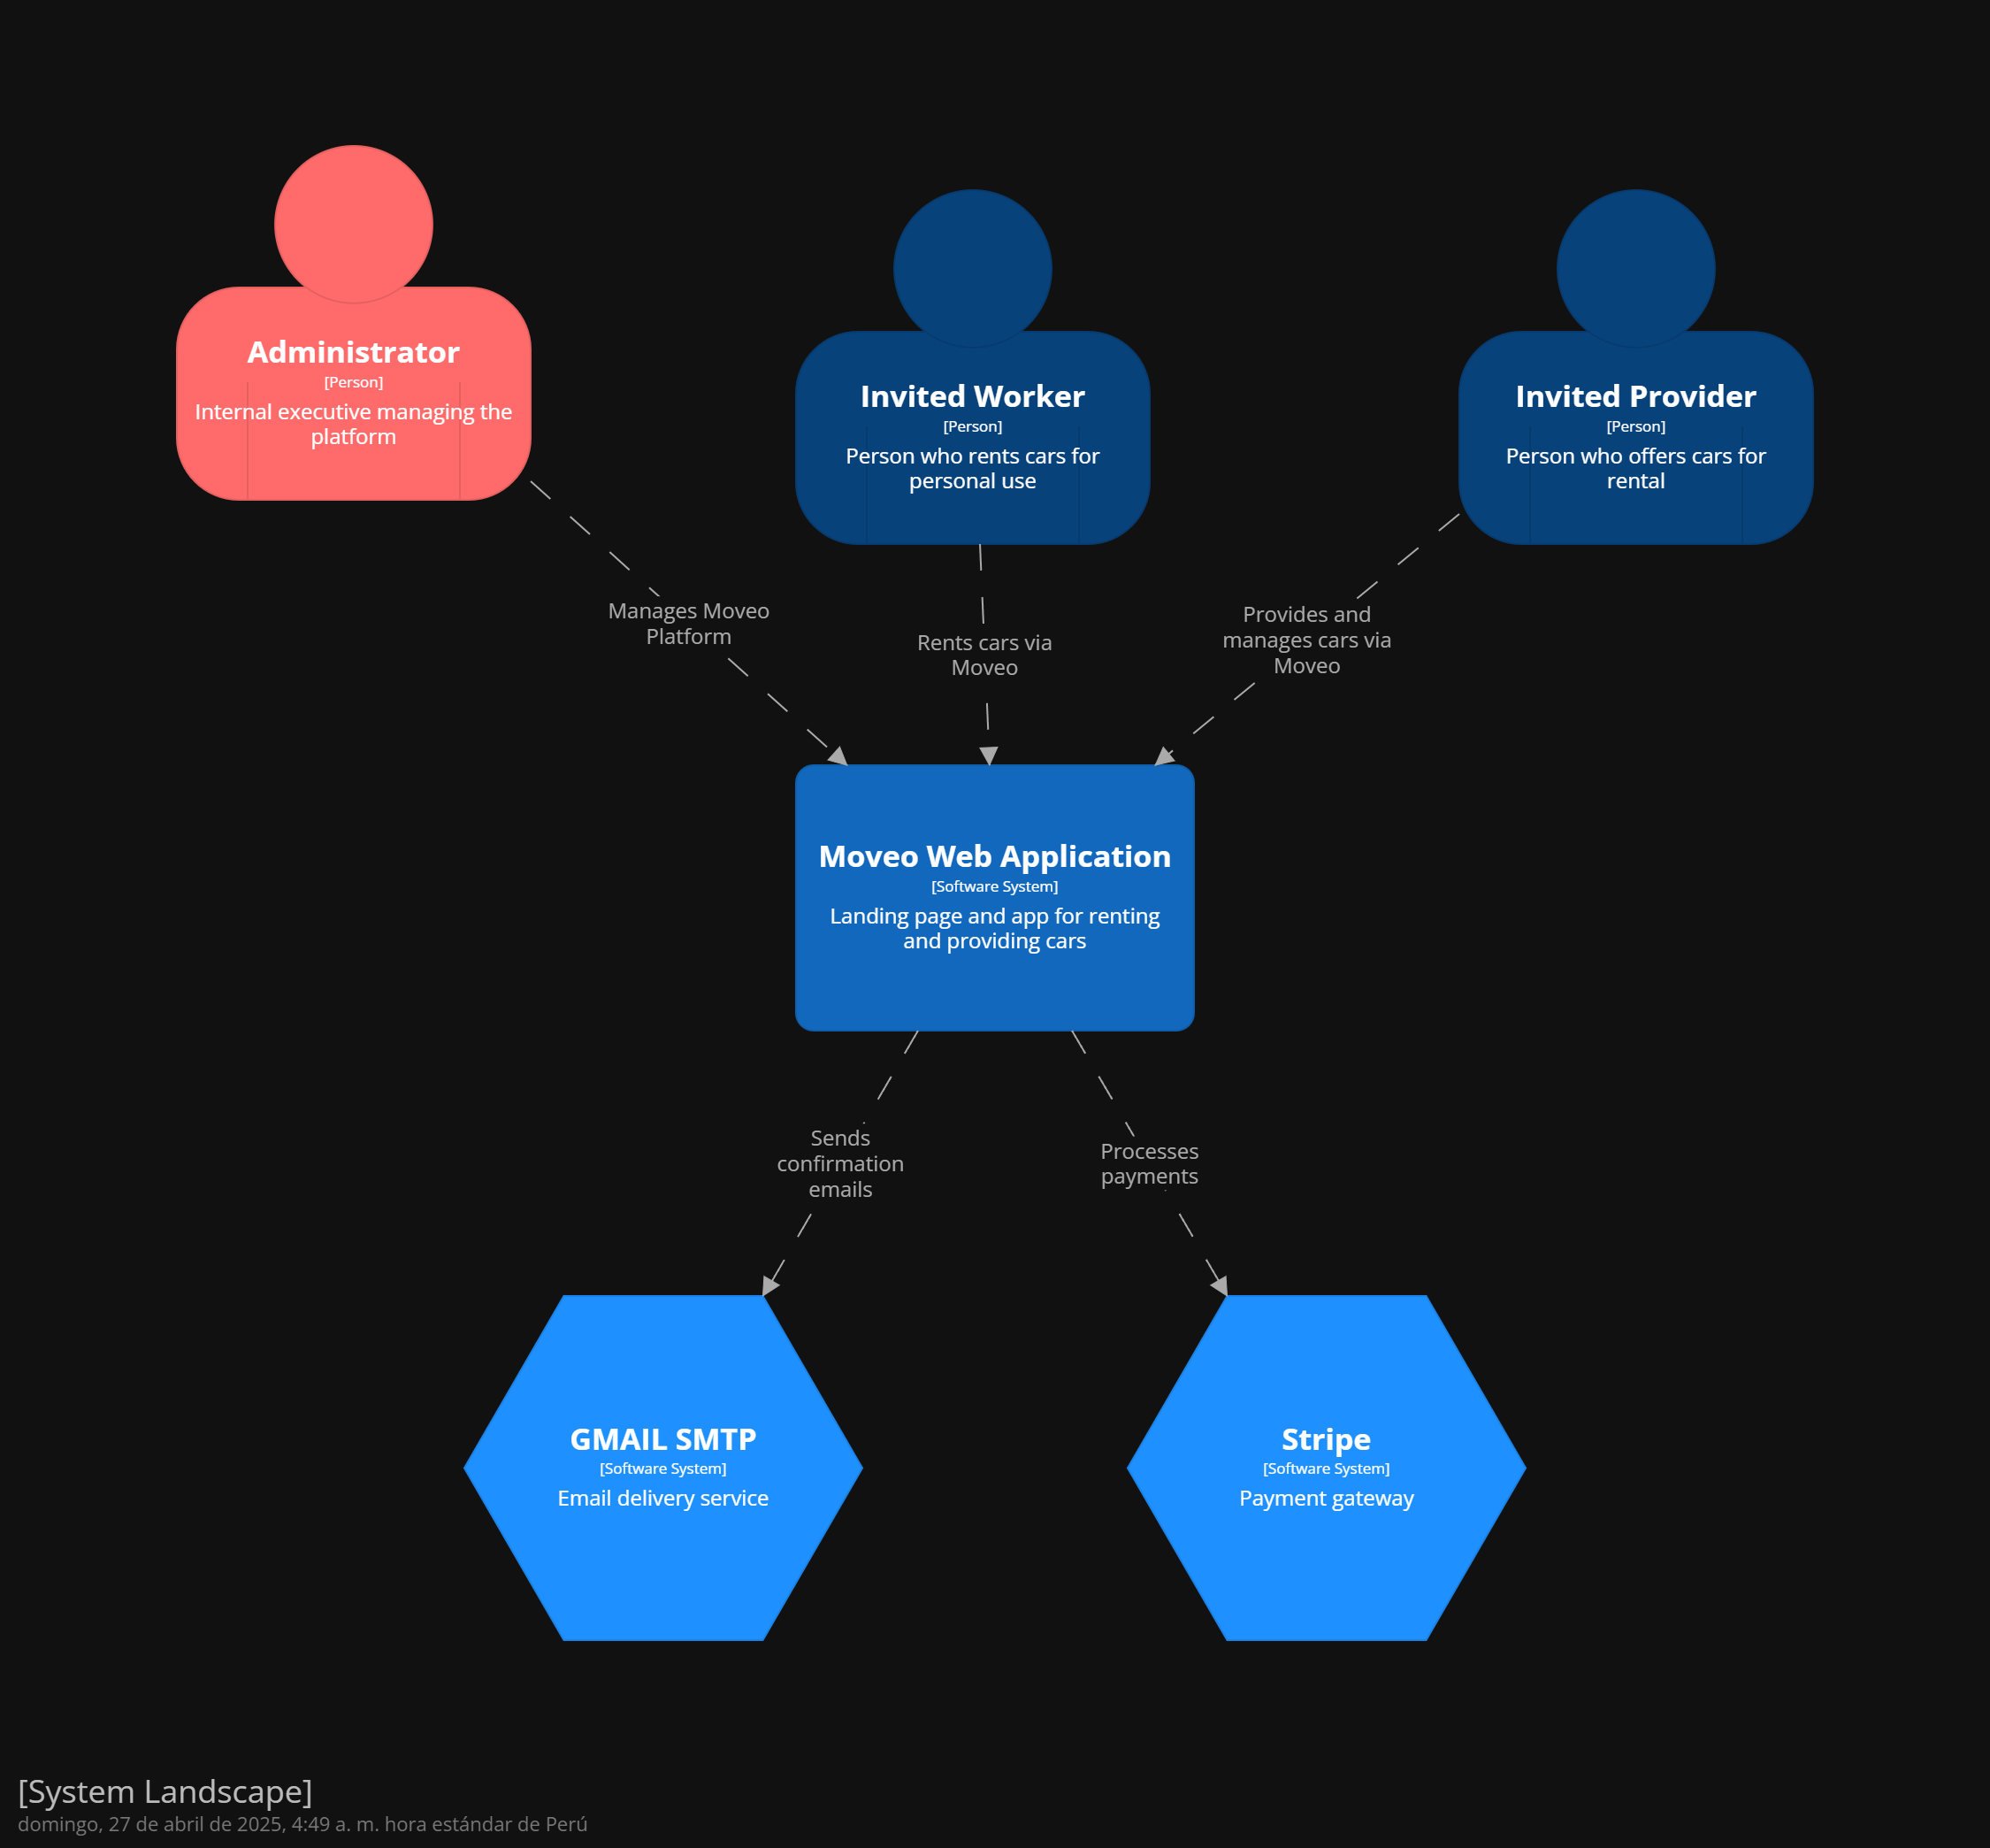 Administrator
[Person]
Internal executive managing the
platform
Invited Worker
[Person]
Person who rents cars for
personal use
Invited Provider
[Person]
Person who offers cars for
rental
Manages Moveo
Platform
Rents cars via
Moveo
Provides and
manages cars via
Moveo
Moveo Web Application
[Software System]
Landing page and app for renting
and providing cars
Sends
confirmation
emails
Processes
payments
GMAIL SMTP
[Software System]
Email delivery service
Stripe
[Software System]
Payment gateway
[System Landscape]
domingo, 27 de abril de 2025, 4:49 a. m. hora estándar de Perú